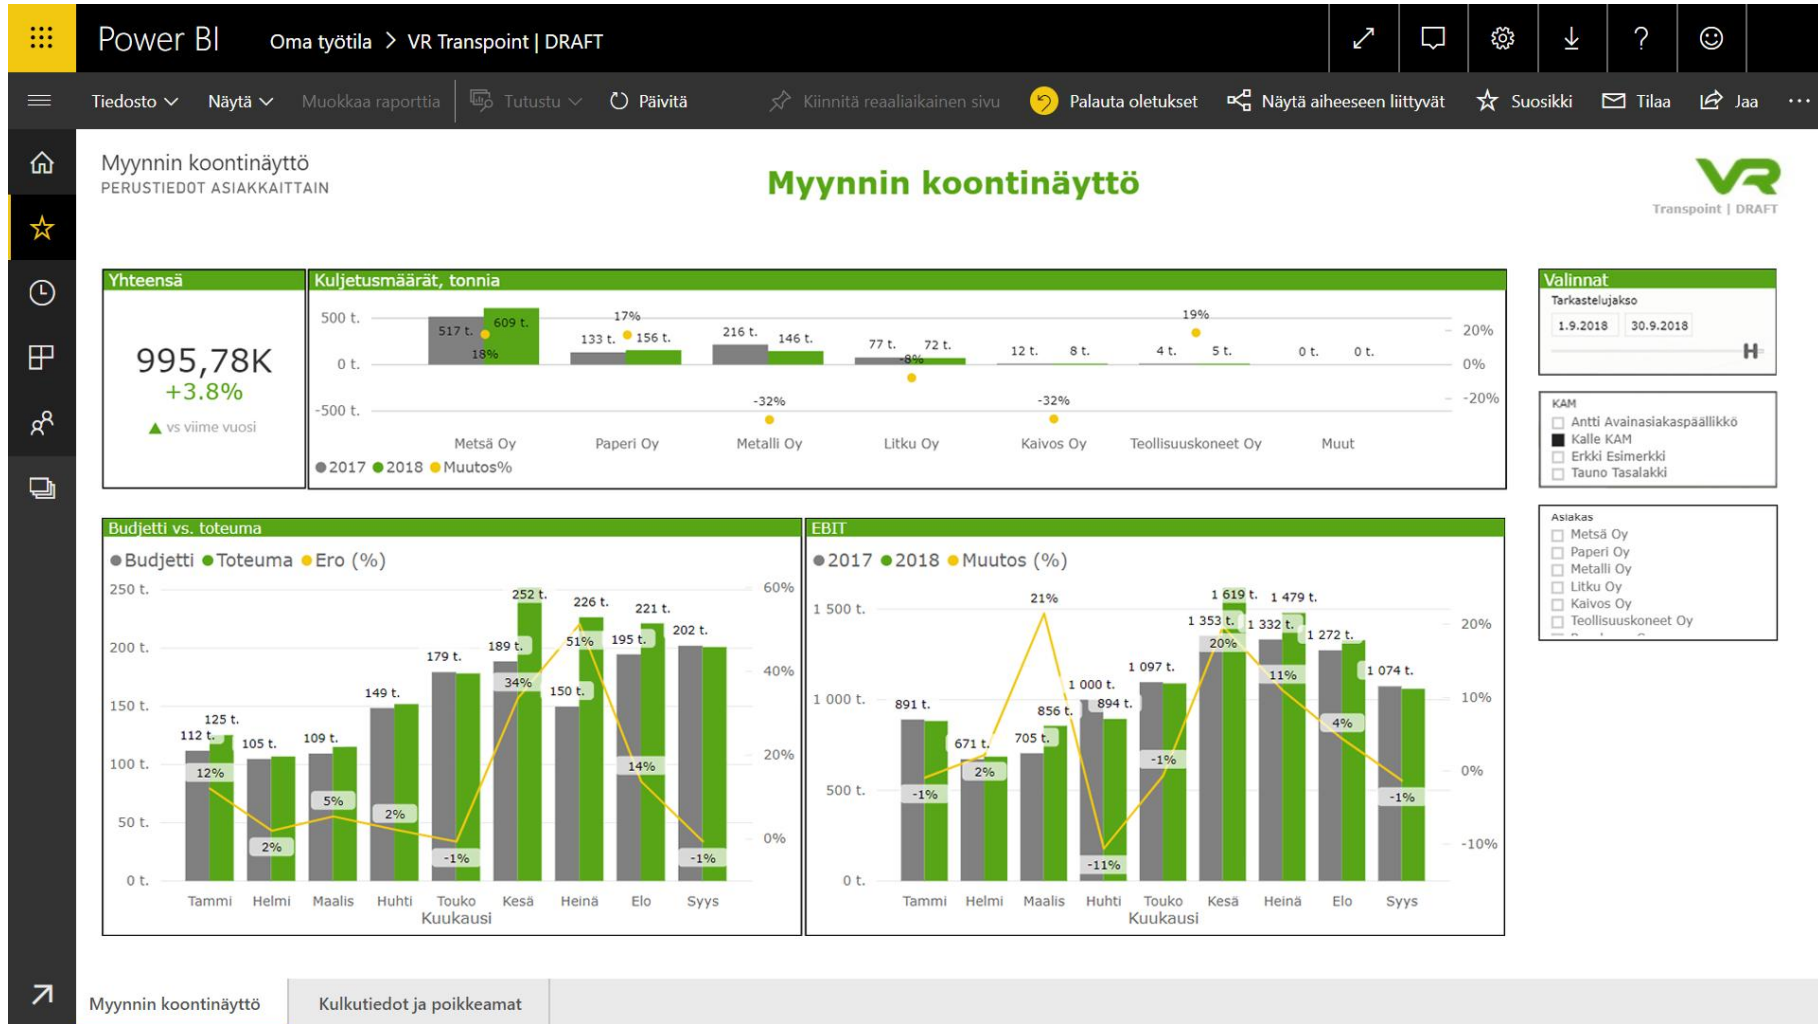 Power BI
Oma työtila > VR Transpoint | DRAFT
Tiedosto
Näytä
Muokkaa raporttia
Tutustu
Päivitä
Kiinnitä reaaliaikainen sivu
Palauta oletukset
Näytä aiheeseen liittyvät
Suosikki
Tilaa
Jaa
Myynnin koontinäyttö
PERUSTIEDOT ASIAKKAITTAIN
Myynnin koontinäyttö
VR
Transpoint | DRAFT
Yhteensä
995,78K
+3.8%
vs viime vuosi
Kuljetusmäärät, tonnia
500 t.
0 t.
-500 t.
517 t. 609 t.
18%
17%
133 t. 156 t.
216 t. 146 t.
-32%
77 t. 72 t.
-8%
12 t. 8 t.
-32%
19%
4 t. 5 t.
0 t. 0 t.
20%
0%
-20%
Metsä Oy Paperi Oy Metalli Oy Litku Oy Kaivos Oy Teollisuuskoneet Oy Muut
2017 2018 Muutos%
Valinnat
Tarkastelujakso
1.9.2018 30.9.2018
KAM
Antti Avainasiakaspäällikkö
Kalle KAM
Erkki Esimerkki
Tauno Tasalakki
Asiakas
Metsä Oy
Paperi Oy
Metalli Oy
Litku Oy
Kaivos Oy
Teollisuuskoneet Oy
Budjetti vs. toteuma
Budjetti Toteuma Ero (%)
250 t.
200 t.
150 t.
100 t.
50 t.
0 t.
112 t. 125 t.
12%
105 t.
2%
109 t.
5%
149 t.
2%
179 t.
-1%
189 t. 252 t.
34%
150 t. 226 t.
51%
195 t. 221 t.
14%
202 t.
-1%
60%
40%
20%
0%
Tammi Helmi Maalis Huhti Touko Kesä Heinä Elo Syys
Kuukausi
EBIT
2017 2018 Muutos (%)
1 500 t.
1 000 t.
500 t.
0 t.
891 t.
-1%
671 t.
2%
21%
705 t. 856 t.
1 000 t. 894 t.
-11%
1 097 t.
-1%
1 353 t. 1 619 t.
20%
1 332 t. 1 479 t.
11%
1 272 t.
4%
1 074 t.
-1%
20%
10%
0%
-10%
Tammi Helmi Maalis Huhti Touko Kesä Heinä Elo Syys
Kuukausi
Myynnin koontinäyttö
Kulkutiedot ja poikkeamat